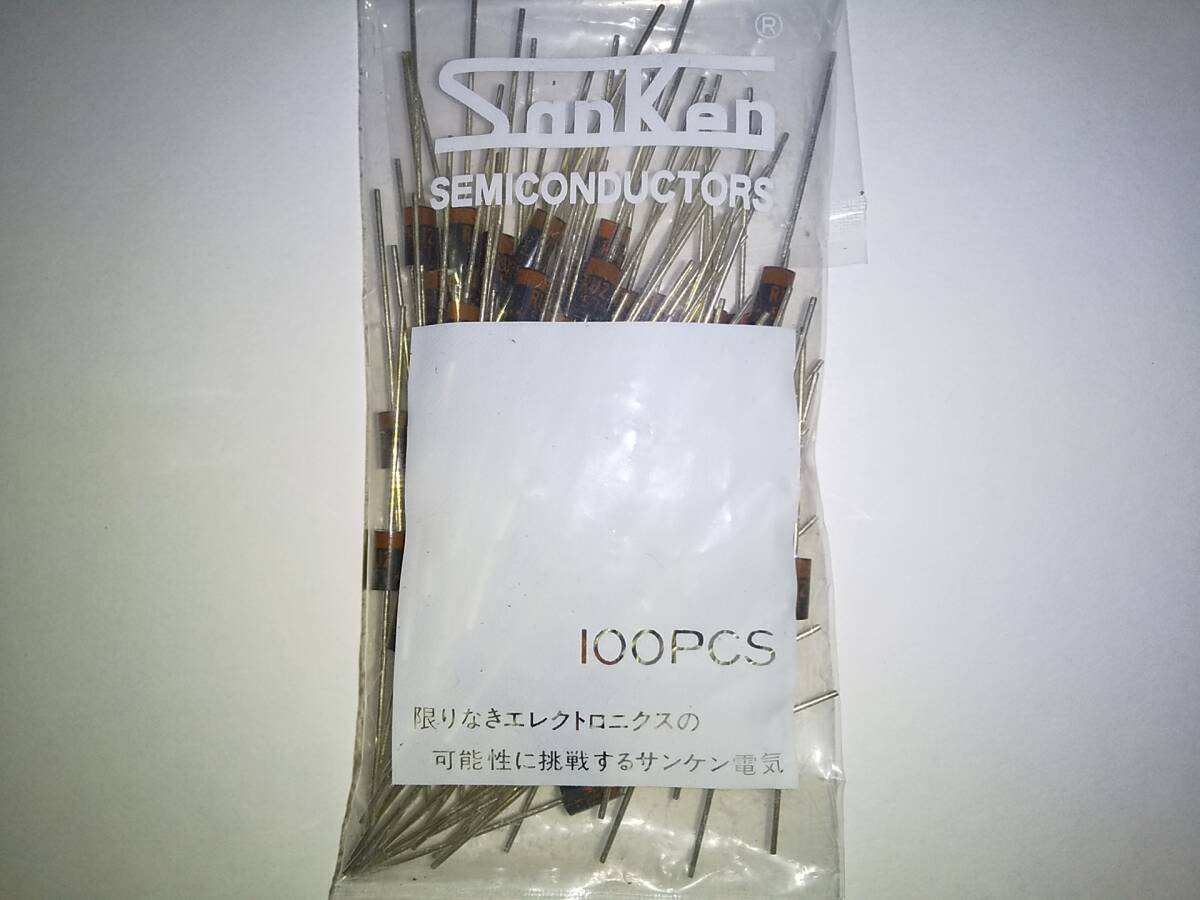 ®
SanKen
SEMICONDUCTORS
100PCS
限りなきエレクトロニクスの
可能性に挑戦するサンケン電気